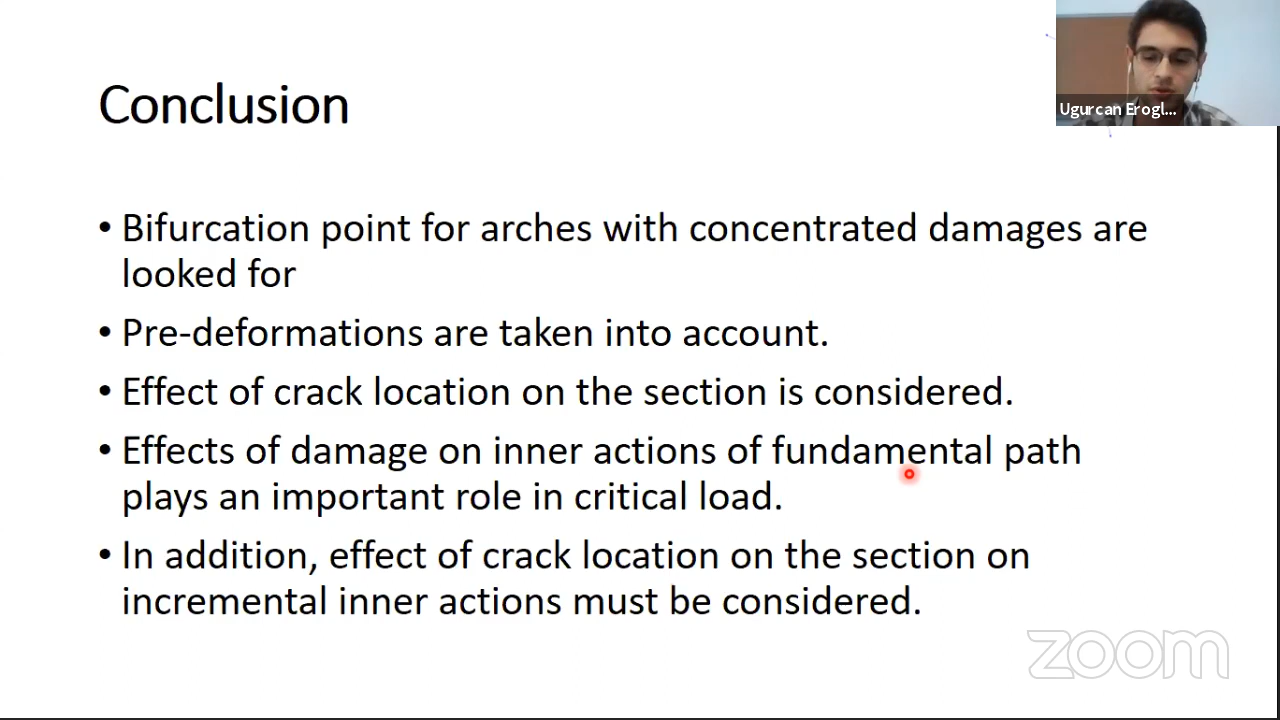 Conclusion
Ugurcan Erogl...
• Bifurcation point for arches with concentrated damages are
looked for
• Pre-deformations are taken into account.
• Effect of crack location on the section is considered.
• Effects of damage on inner actions of fundamental path
plays an important role in critical load.
• In addition, effect of crack location on the section on
incremental inner actions must be considered.
zoom